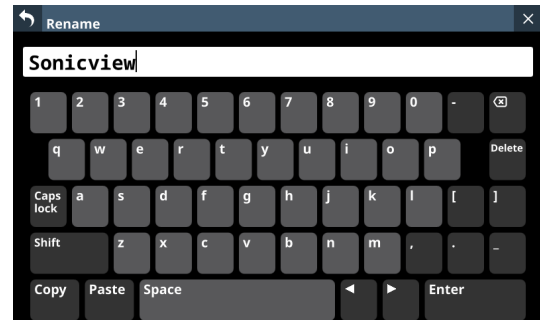 Rename
Sonicview
1 2 3 4 5 6 7 8 9 0 -
q w e r t y u i o p Delete
Caps lock a s d f g h j k l [ ]
Shift z x c v b n m , . _
Copy Paste Space Enter